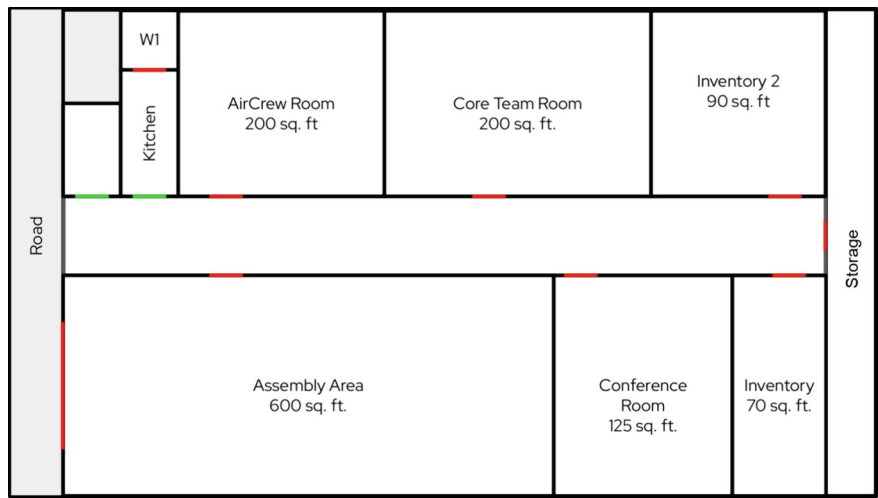 W1
Kitchen
AirCrew Room
200 sq. ft
Core Team Room
200 sq. ft.
Inventory 2
90 sq. ft
Road
Storage
Assembly Area
600 sq. ft.
Conference
Room
125 sq. ft.
Inventory
70 sq. ft.